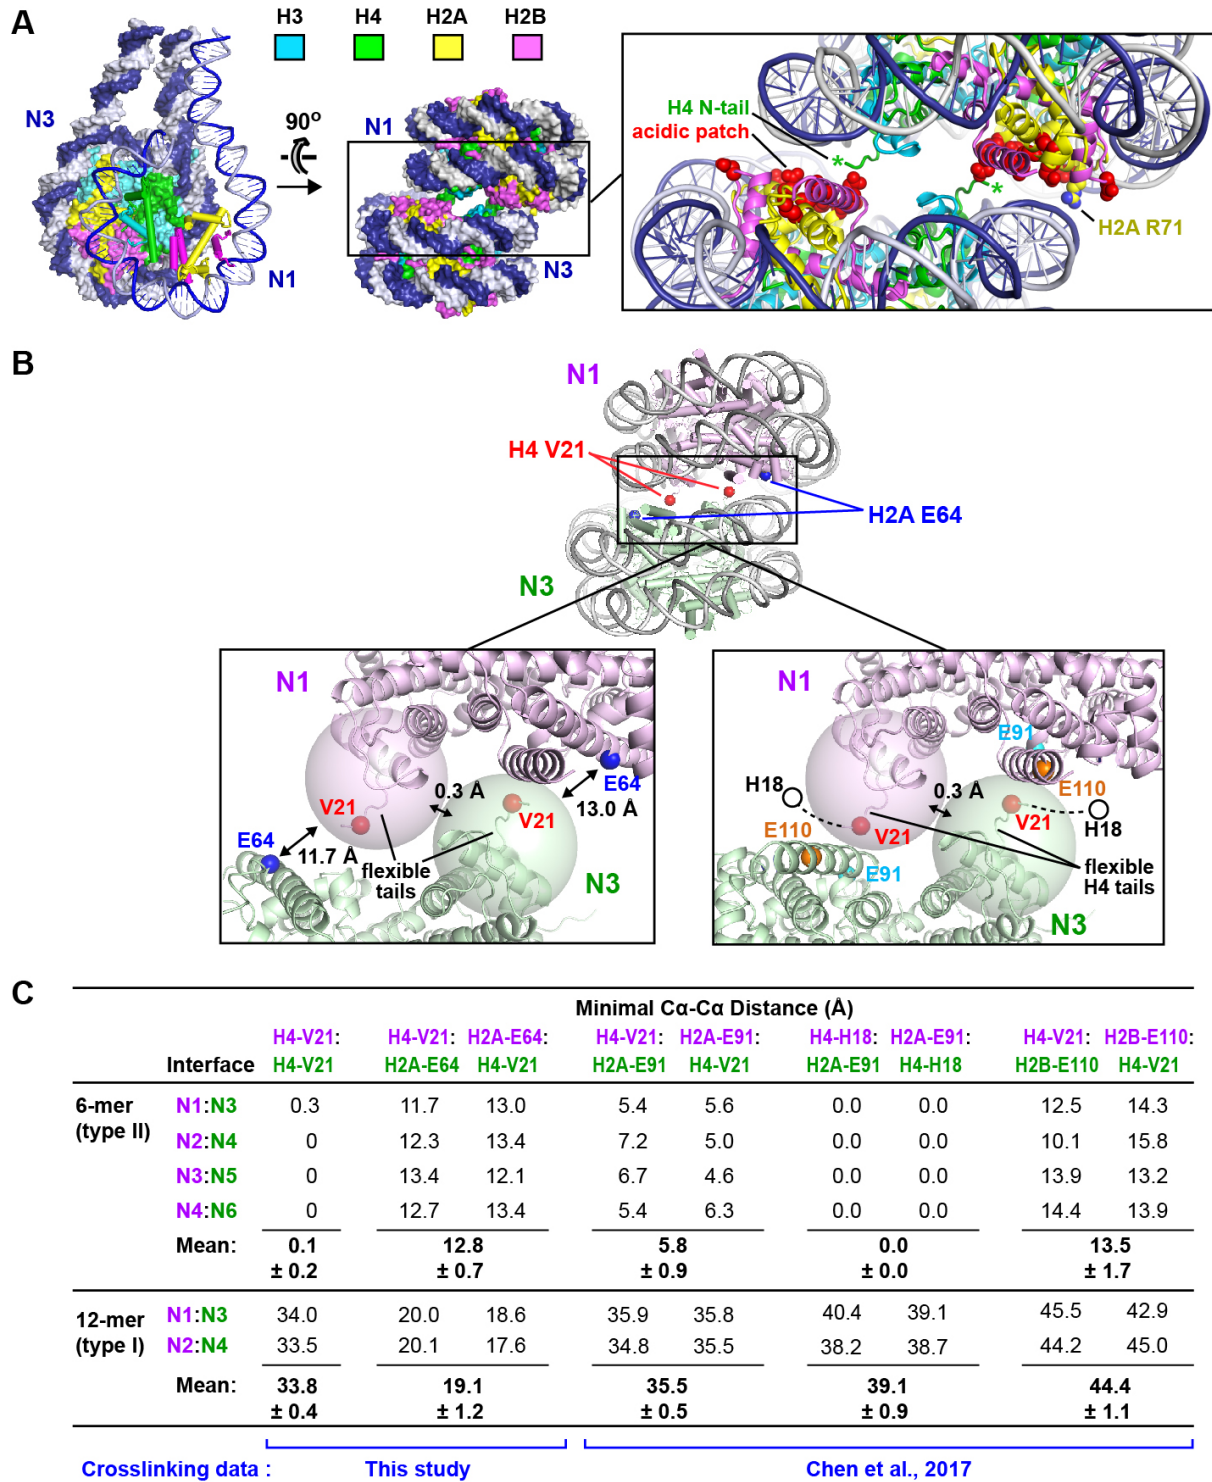 A
H3 H4 H2A H2B
N3
90°
N1
N1
N3
H4 N-tail
acidic patch
*
*
H2A R71
B
N1
H4 V21
H2A E64
N3
N1
E64
0.3 Å
13.0 Å
V21
V21
E64
11.7 Å
flexible
tails
N3
N1
E91
0.3 Å
E110
H18
V21
V21
H18
E110
E91
flexible
H4 tails
N3
C
Minimal Cα-Cα Distance (Å)
H4-V21: H4-V21: H2A-E64: H4-V21: H2A-E91: H4-H18: H2A-E91: H4-V21: H2B-E110:
Interface H4-V21 H2A-E64 H4-V21 H2A-E91 H4-V21 H2A-E91 H4-H18 H2B-E110 H4-V21
6-mer N1:N3 0.3 11.7 13.0 5.4 5.6 0.0 0.0 12.5 14.3
(type II)
N2:N4 0 12.3 13.4 7.2 5.0 0.0 0.0 10.1 15.8
N3:N5 0 13.4 12.1 6.7 4.6 0.0 0.0 13.9 13.2
N4:N6 0 12.7 13.4 5.4 6.3 0.0 0.0 14.4 13.9
Mean: 0.1 12.8 5.8 0.0 13.5
± 0.2 ± 0.7 ± 0.9 ± 0.0 ± 1.7
12-mer N1:N3 34.0 20.0 18.6 35.9 35.8 40.4 39.1 45.5 42.9
(type I) N2:N4 33.5 20.1 17.6 34.8 35.5 38.2 38.7 44.2 45.0
Mean: 33.8 19.1 35.5 39.1 44.4
± 0.4 ± 1.2 ± 0.5 ± 0.9 ± 1.1
Crosslinking data : This study Chen et al., 2017